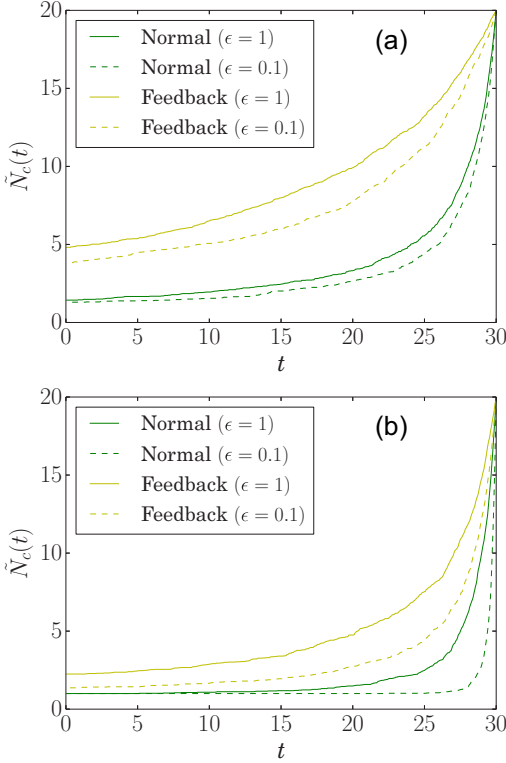 20
15
10
5
0
Ñ_c(t)
Normal (ϵ = 1)
Normal (ϵ = 0.1)
Feedback (ϵ = 1)
Feedback (ϵ = 0.1)
(a)
0 5 10 15 20 25 30
t
20
15
10
5
0
Ñ_c(t)
Normal (ϵ = 1)
Normal (ϵ = 0.1)
Feedback (ϵ = 1)
Feedback (ϵ = 0.1)
(b)
0 5 10 15 20 25 30
t